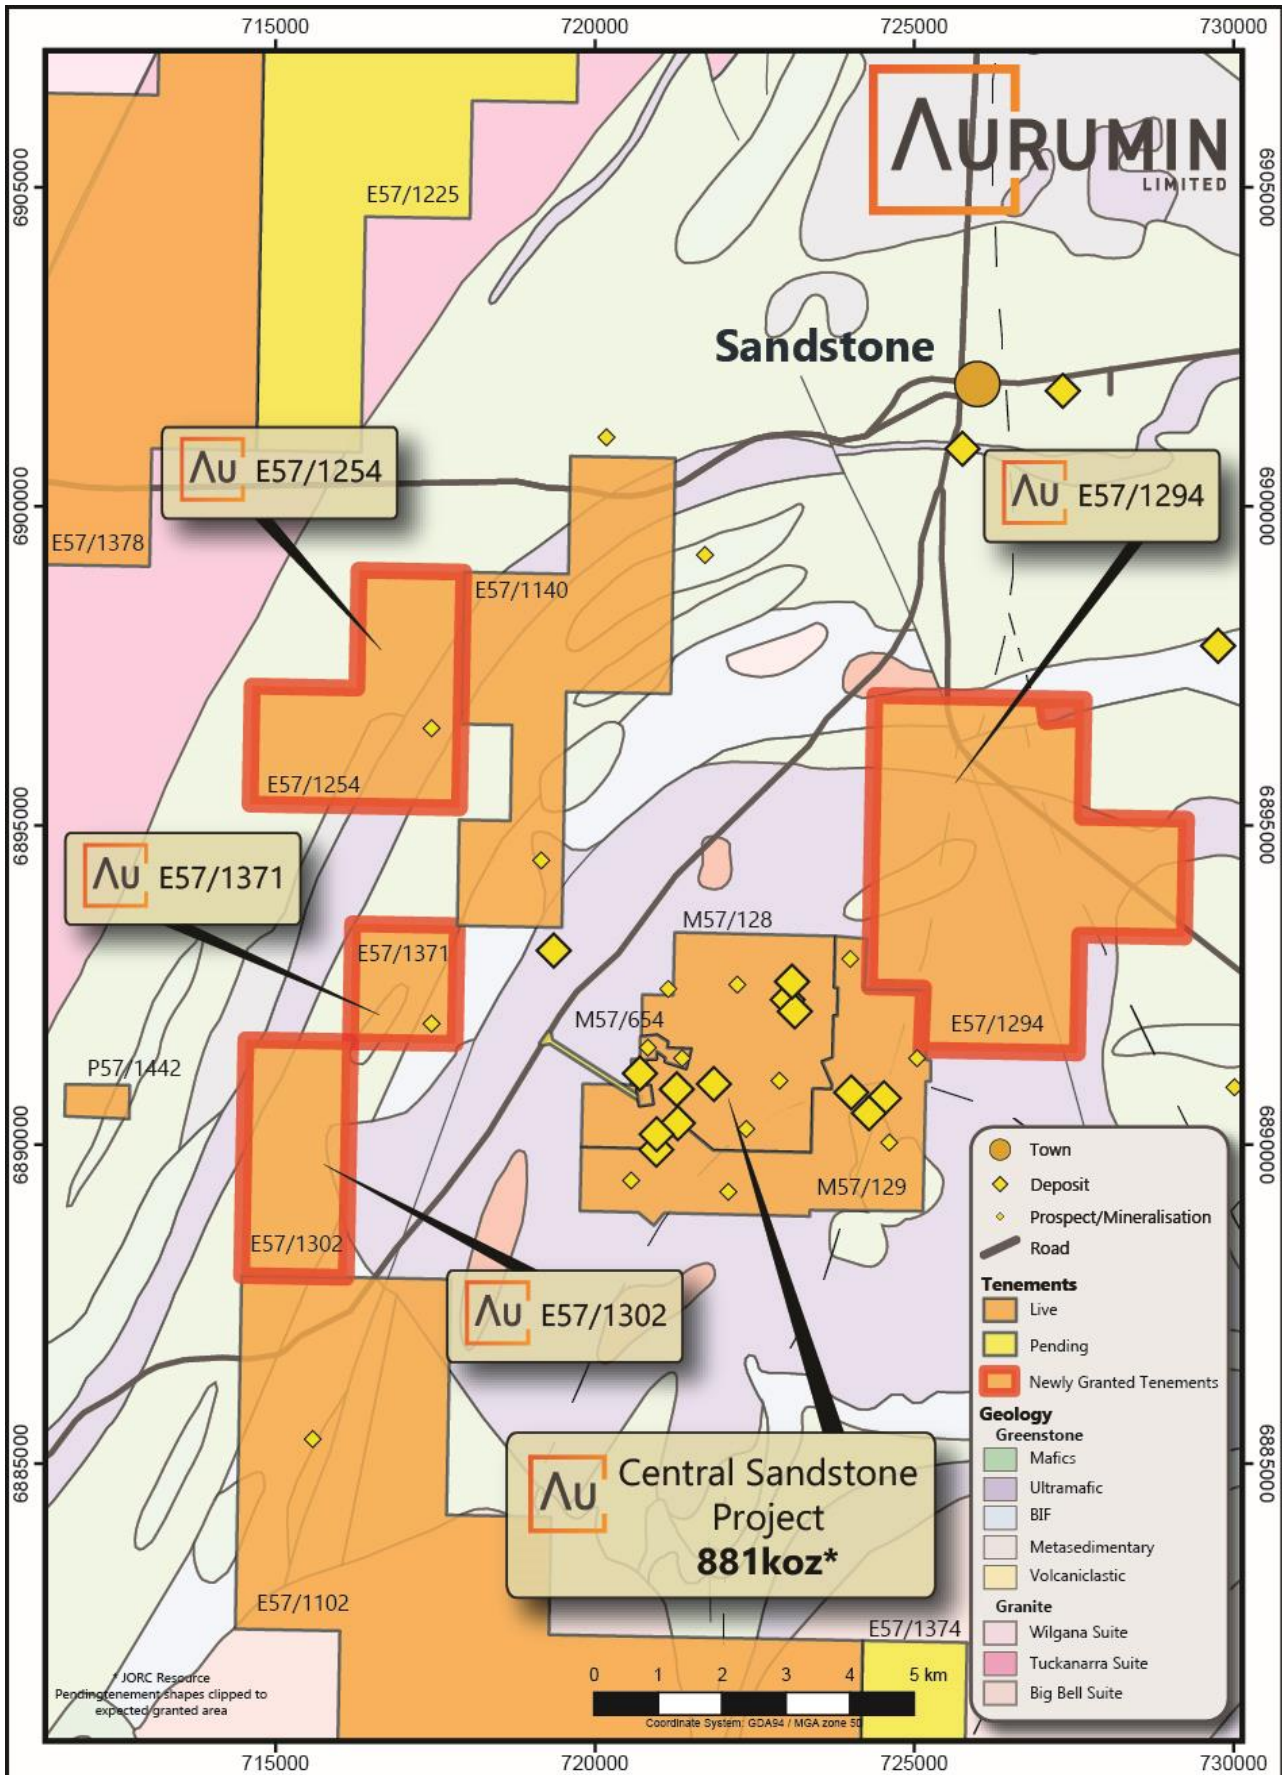 715000
720000
725000
730000
6905000
6905000
AURUMIN
LIMITED
E57/1225
Sandstone
Au E57/1254
Au E57/1294
6900000
6900000
E57/1378
E57/1140
E57/1254
6895000
6895000
Au E57/1371
E57/1371
M57/128
M57/654
E57/1294
P57/1442
6890000
6890000
M57/129
E57/1302
Au E57/1302
6885000
6885000
Au
Central Sandstone
Project
881koz*
E57/1102
E57/1374
* JORC Resource
Pending tenement shapes clipped to
expected granted area
0 1 2 3 4 5 km
Coordinate System: GDA94 / MGA zone 50
Town
Deposit
Prospect/Mineralisation
Road
Tenements
Live
Pending
Newly Granted Tenements
Geology
Greenstone
Mafics
Ultramafic
BIF
Metasedimentary
Volcaniclastic
Granite
Wilgana Suite
Tuckanarra Suite
Big Bell Suite
715000
720000
725000
730000